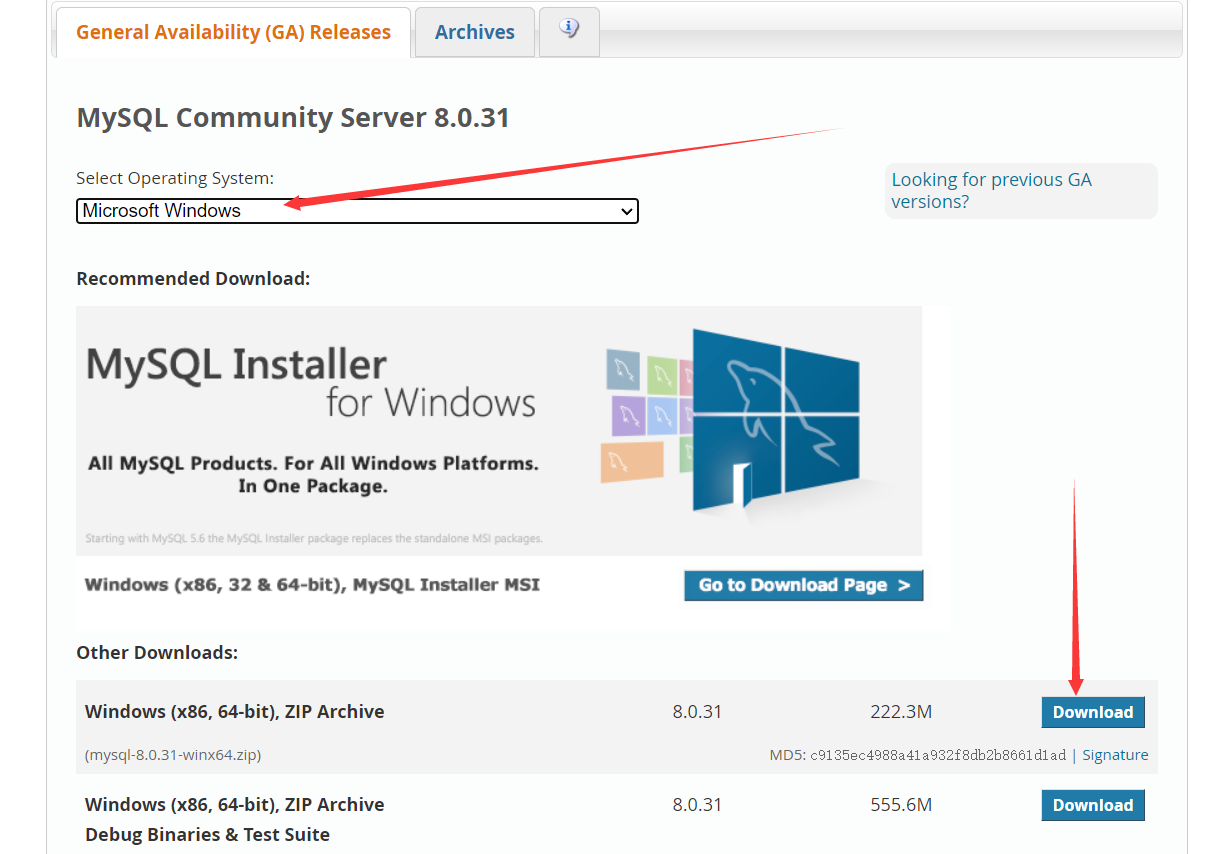 General Availability (GA) Releases
Archives
MySQL Community Server 8.0.31
Select Operating System:
Microsoft Windows
Looking for previous GA
versions?
Recommended Download:
MySQL Installer
for Windows
All MySQL Products. For All Windows Platforms.
In One Package.
Starting with MySQL 5.6 the MySQL Installer package replaces the standalone MSI packages.
Windows (x86, 32 & 64-bit), MySQL Installer MSI
Go to Download Page >
Other Downloads:
Windows (x86, 64-bit), ZIP Archive 8.0.31 222.3M Download
(mysql-8.0.31-winx64.zip) MD5: c9135ec4988a41a932f8db2b8661d1ad | Signature
Windows (x86, 64-bit), ZIP Archive 8.0.31 555.6M Download
Debug Binaries & Test Suite